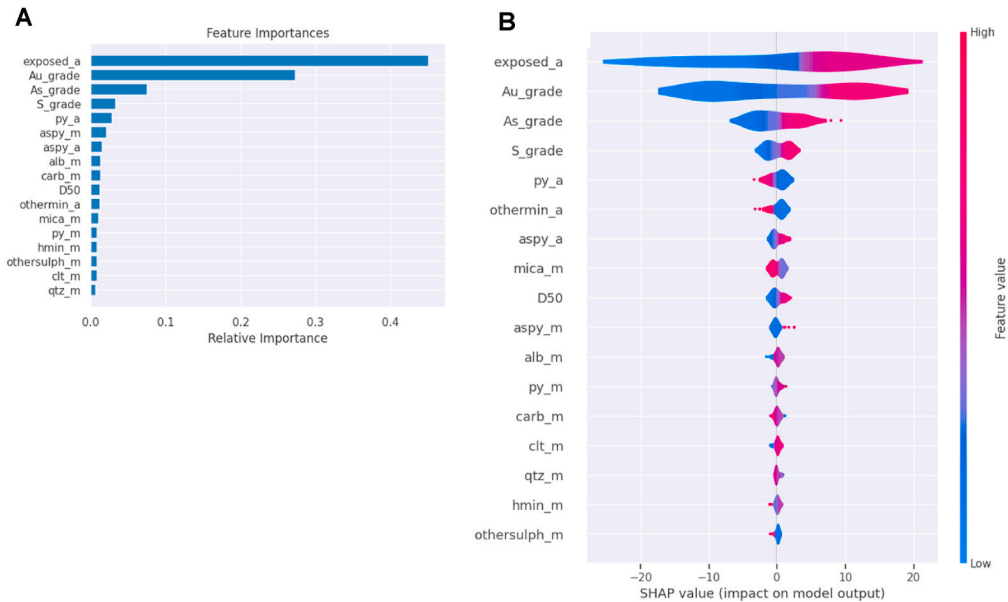 A
Feature Importances
exposed_a
Au_grade
As_grade
S_grade
py_a
aspy_m
aspy_a
alb_m
carb_m
D50
othermin_a
mica_m
py_m
hmin_m
othersulph_m
clt_m
qtz_m
0.0 0.1 0.2 0.3 0.4
Relative Importance
B
exposed_a
Au_grade
As_grade
S_grade
py_a
othermin_a
aspy_a
mica_m
D50
aspy_m
alb_m
py_m
carb_m
clt_m
qtz_m
hmin_m
othersulph_m
−20 −10 0 10 20
SHAP value (impact on model output)
High
Feature value
Low